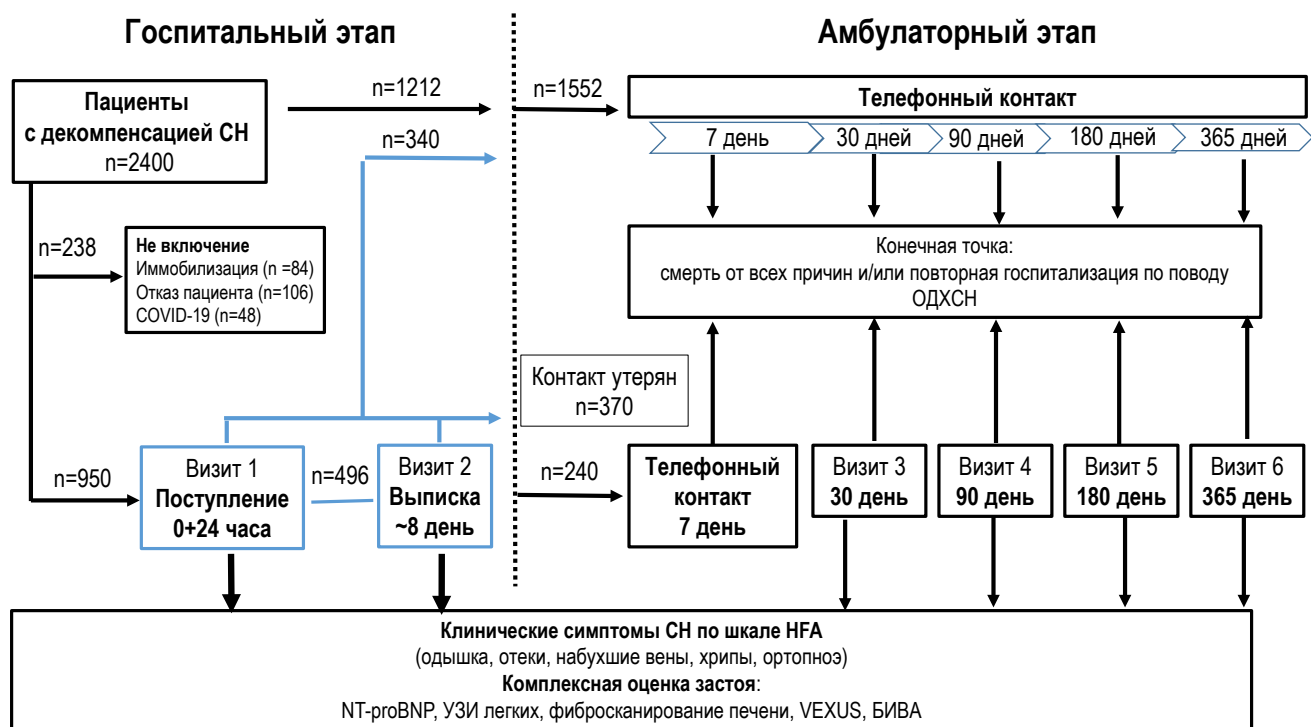 Госпитальный этап
Амбулаторный этап
Пациенты
с декомпенсацией СН
n=2400
n=1212
n=1552
n=340
Телефонный контакт
7 день
30 дней
90 дней
180 дней
365 дней
n=238
Не включение
Иммобилизация (n =84)
Отказ пациента (n=106)
COVID-19 (n=48)
Конечная точка:
смерть от всех причин и/или повторная госпитализация по поводу
ОДХСН
Контакт утерян
n=370
n=950
Визит 1
Поступление
0+24 часа
n=496
Визит 2
Выписка
~8 день
n=240
Телефонный
контакт
7 день
Визит 3
30 день
Визит 4
90 день
Визит 5
180 день
Визит 6
365 день
Клинические симптомы СН по шкале HFA
(одышка, отеки, набухшие вены, хрипы, ортопноэ)
Комплексная оценка застоя:
NT-proBNP, УЗИ легких, фибросканирование печени, VEXUS, БИВА